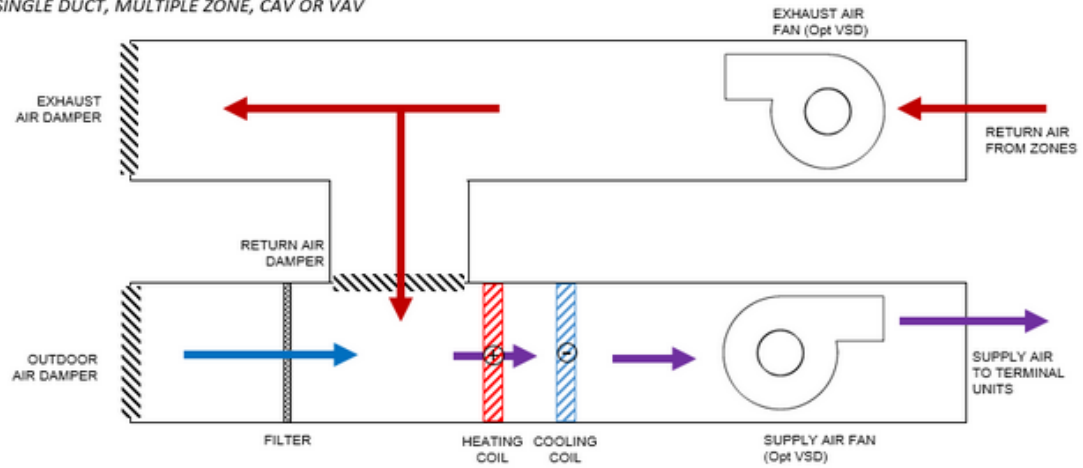 SINGLE DUCT, MULTIPLE ZONE, CAV OR VAV
EXHAUST AIR
FAN (Opt VSD)
EXHAUST
AIR DAMPER
RETURN AIR
FROM ZONES
RETURN AIR
DAMPER
OUTDOOR
AIR DAMPER
+
-
SUPPLY AIR
TO TERMINAL
UNITS
FILTER
HEATING
COIL
COOLING
COIL
SUPPLY AIR FAN
(Opt VSD)